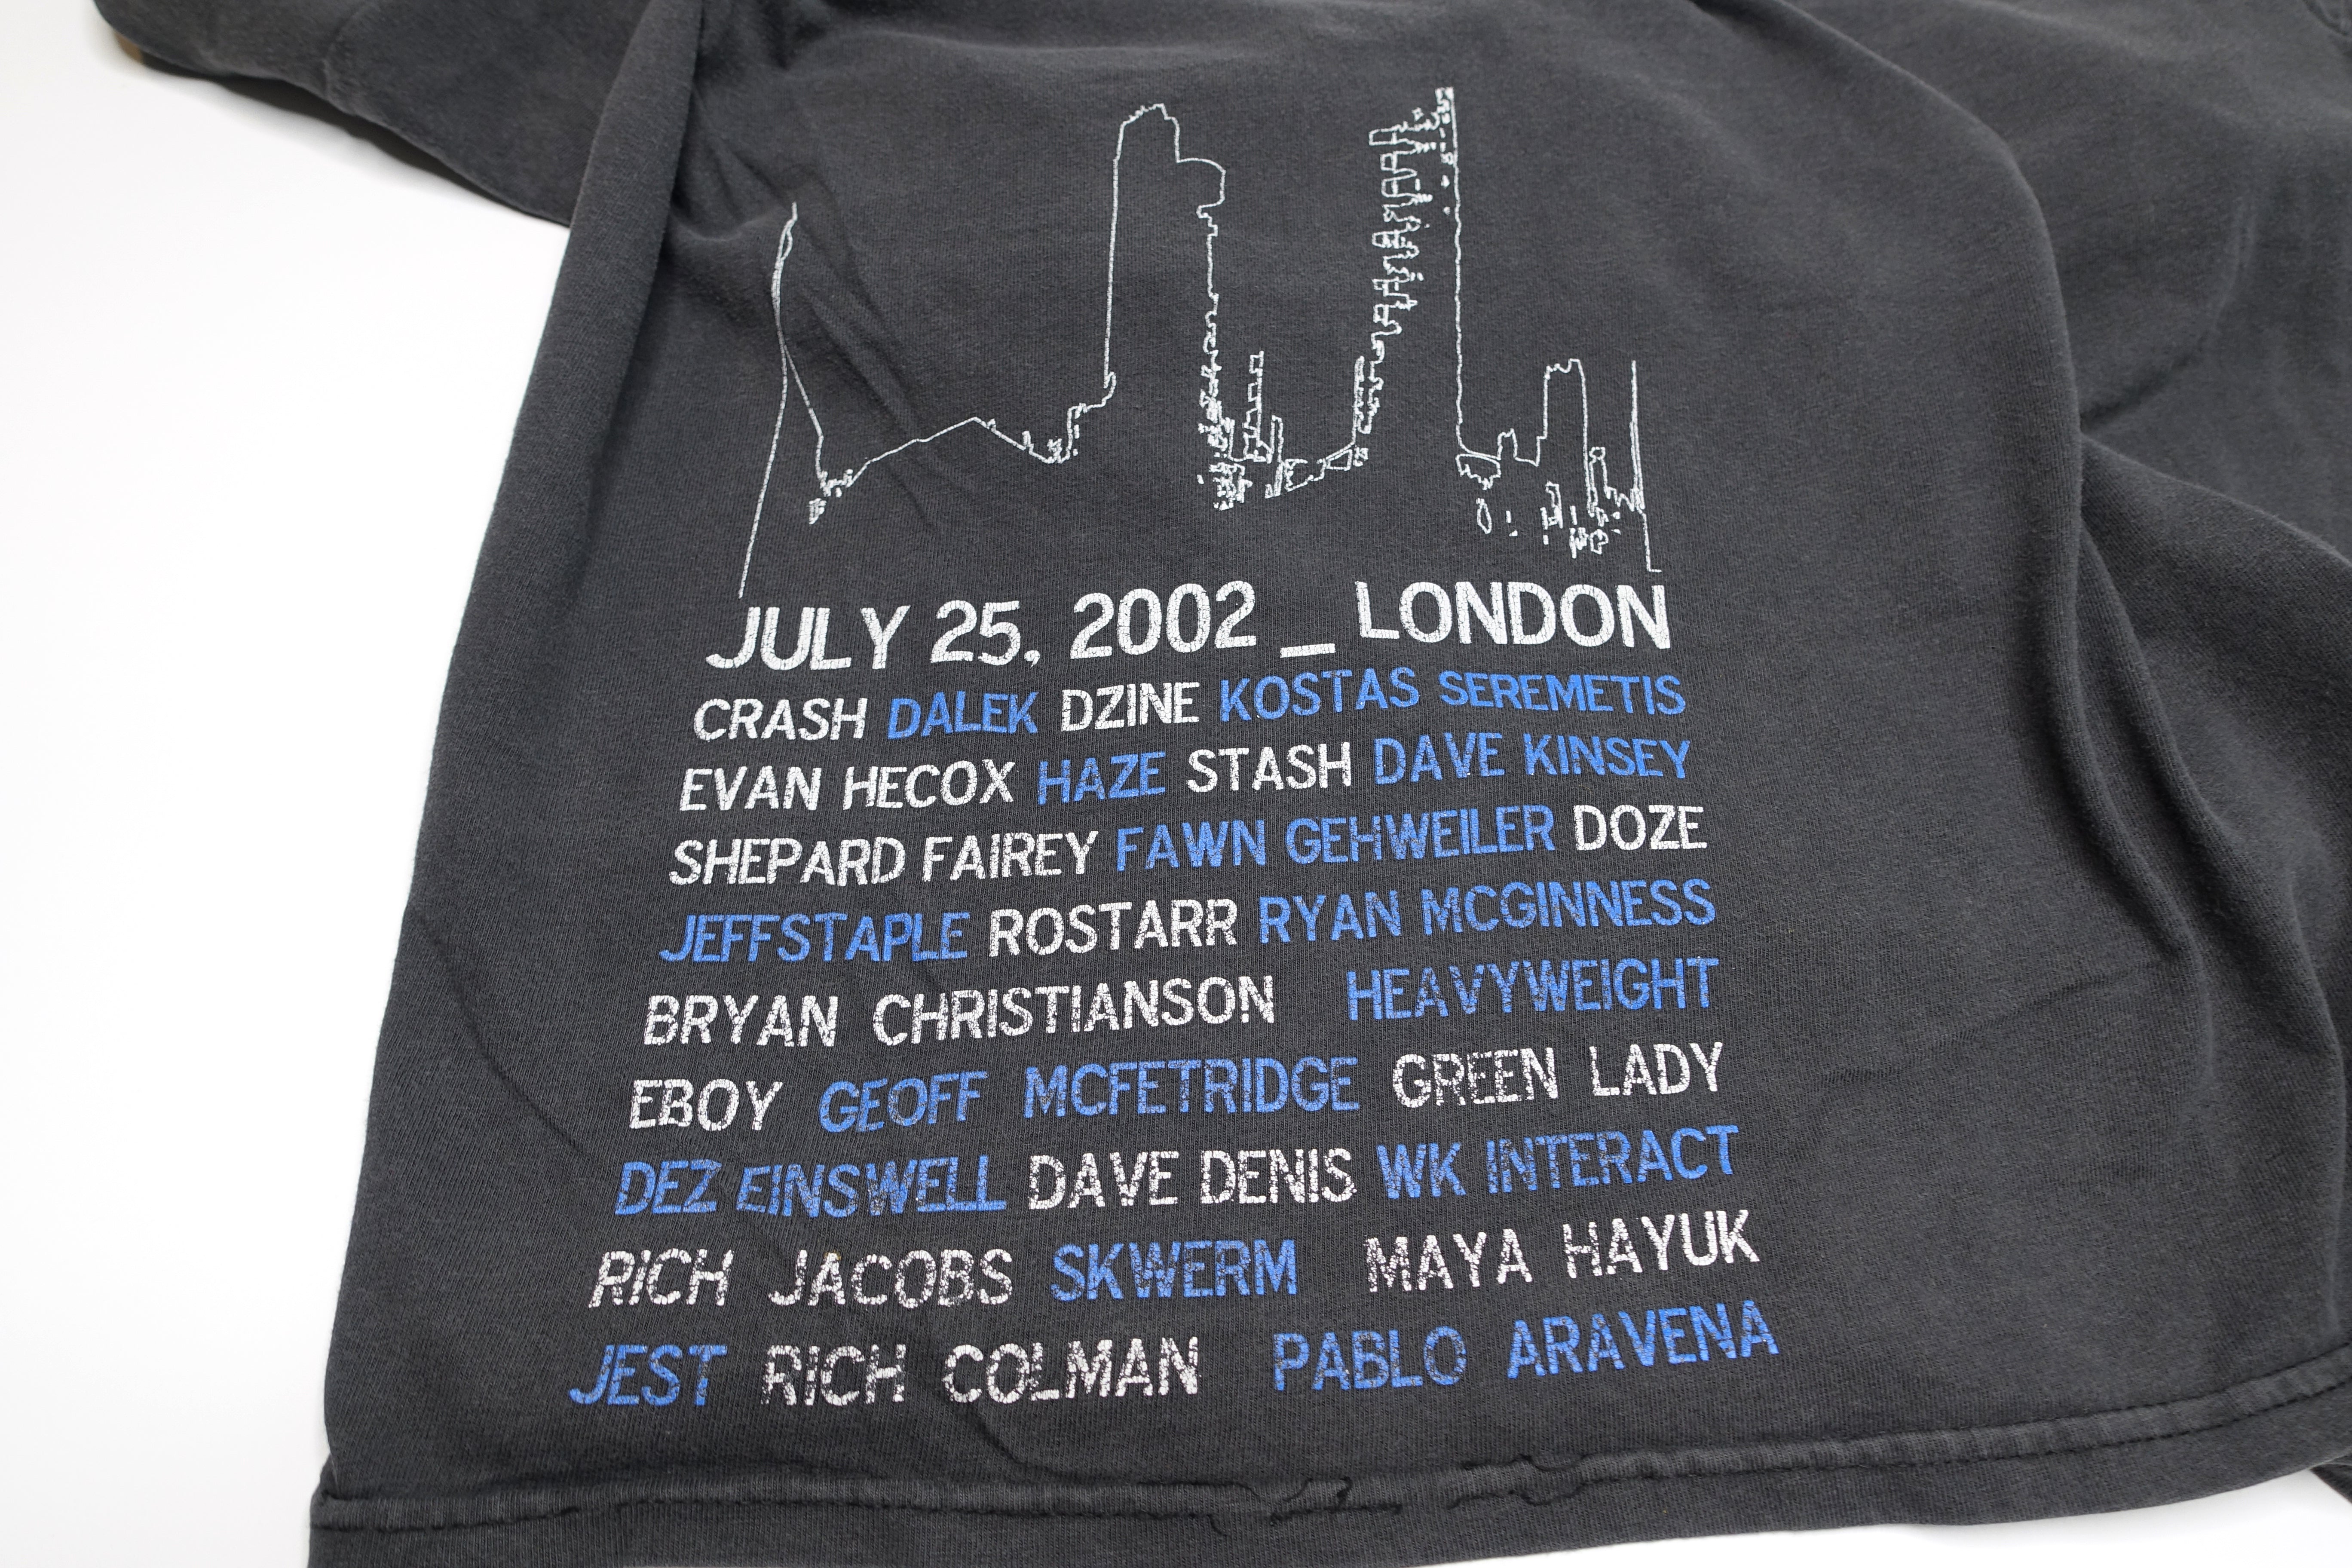 JULY 25, 2002 _ LONDON
CRASH DALEK DZINE KOSTAS SEREMETIS
EVAN HECOX HAZE STASH DAVE KINSEY
SHEPARD FAIREY FAWN GEHWEILER DOZE
JEFFSTAPLE ROSTARR RYAN MCGINNESS
BRYAN CHRISTIANSON HEAVYWEIGHT
EBOY GEOFF MCFETRIDGE GREEN LADY
DEZ EINSWELL DAVE DENIS WK INTERACT
RICH JACOBS SKWERM MAYA HAYUK
JEST RICH COLMAN PABLO ARAVENA